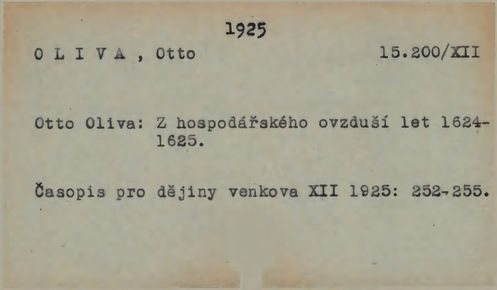 1925
O L I V A , Otto 15.200/XII
Otto Oliva: Z hospodářského ovzduší let 1624-
1625.
Časopis pro dějiny venkova XII 1925: 252-255.